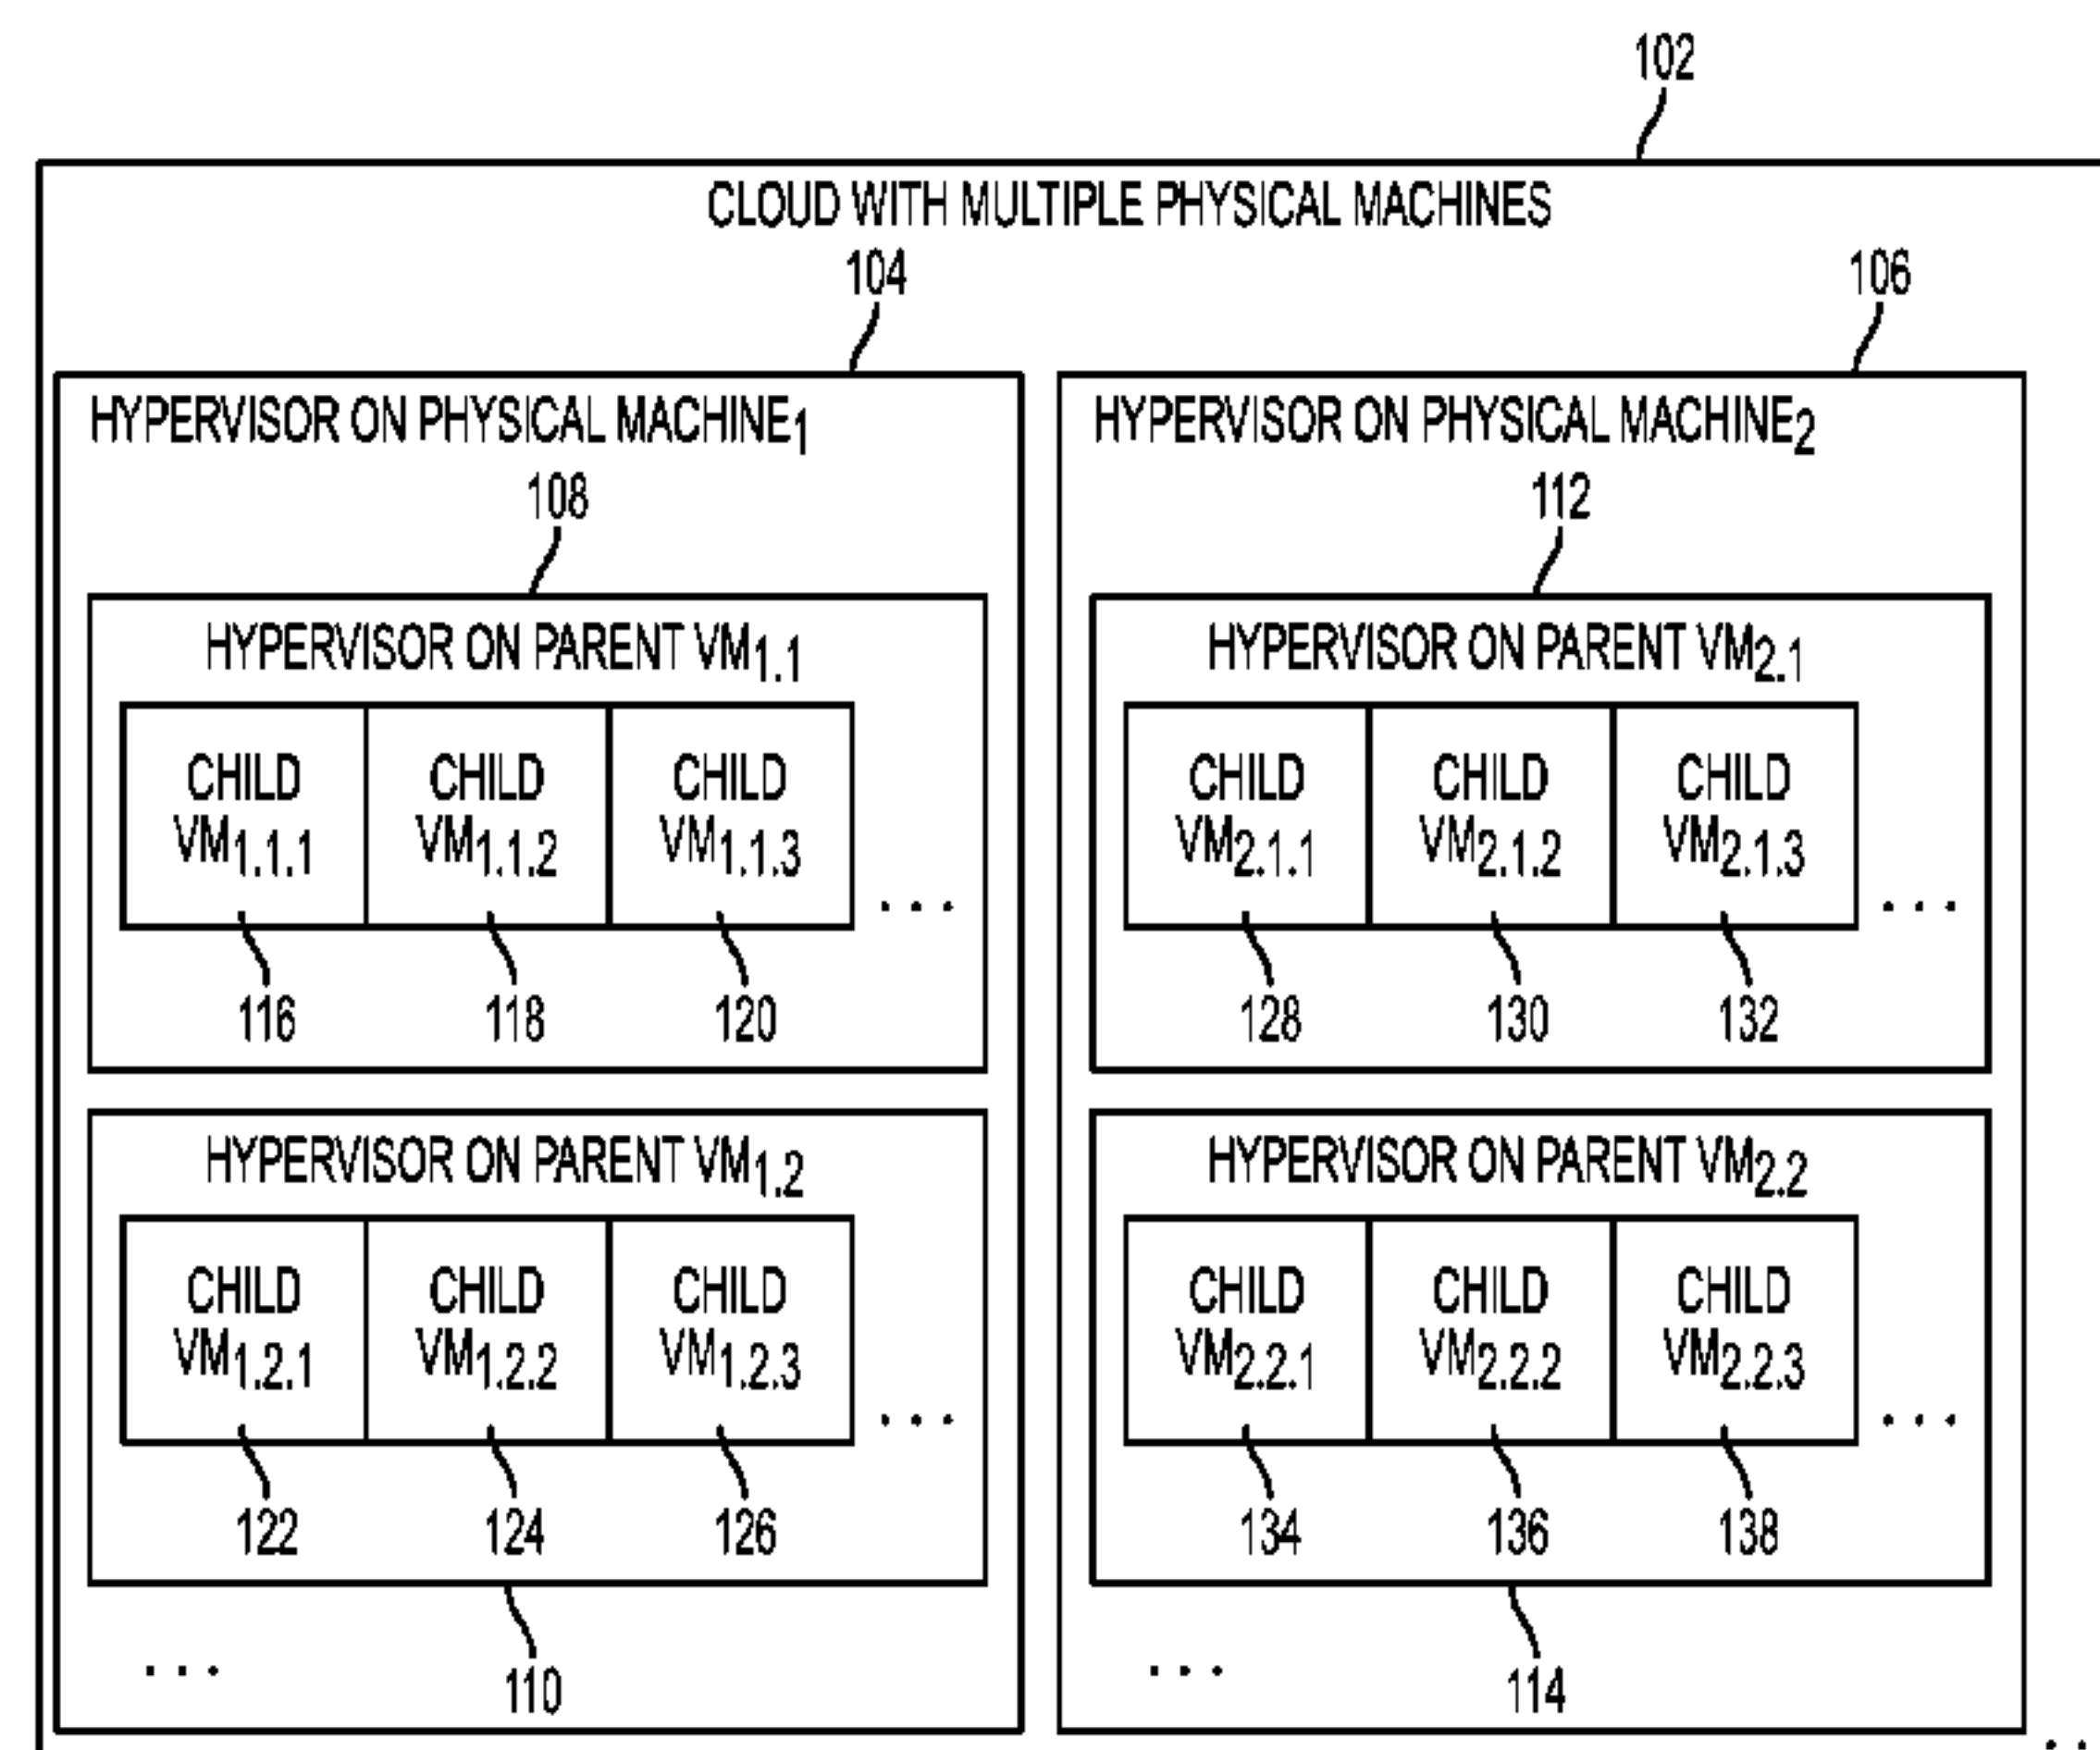 102
CLOUD WITH MULTIPLE PHYSICAL MACHINES
104
106
HYPERVISOR ON PHYSICAL MACHINE1
HYPERVISOR ON PHYSICAL MACHINE2
108
112
HYPERVISOR ON PARENT VM1.1
CHILD
VM1.1.1
CHILD
VM1.1.2
CHILD
VM1.1.3
. . .
116
118
120
HYPERVISOR ON PARENT VM2.1
CHILD
VM2.1.1
CHILD
VM2.1.2
CHILD
VM2.1.3
. . .
128
130
132
HYPERVISOR ON PARENT VM1.2
CHILD
VM1.2.1
CHILD
VM1.2.2
CHILD
VM1.2.3
. . .
122
124
126
HYPERVISOR ON PARENT VM2.2
CHILD
VM2.2.1
CHILD
VM2.2.2
CHILD
VM2.2.3
. . .
134
136
138
. . .
110
. . .
114
. .